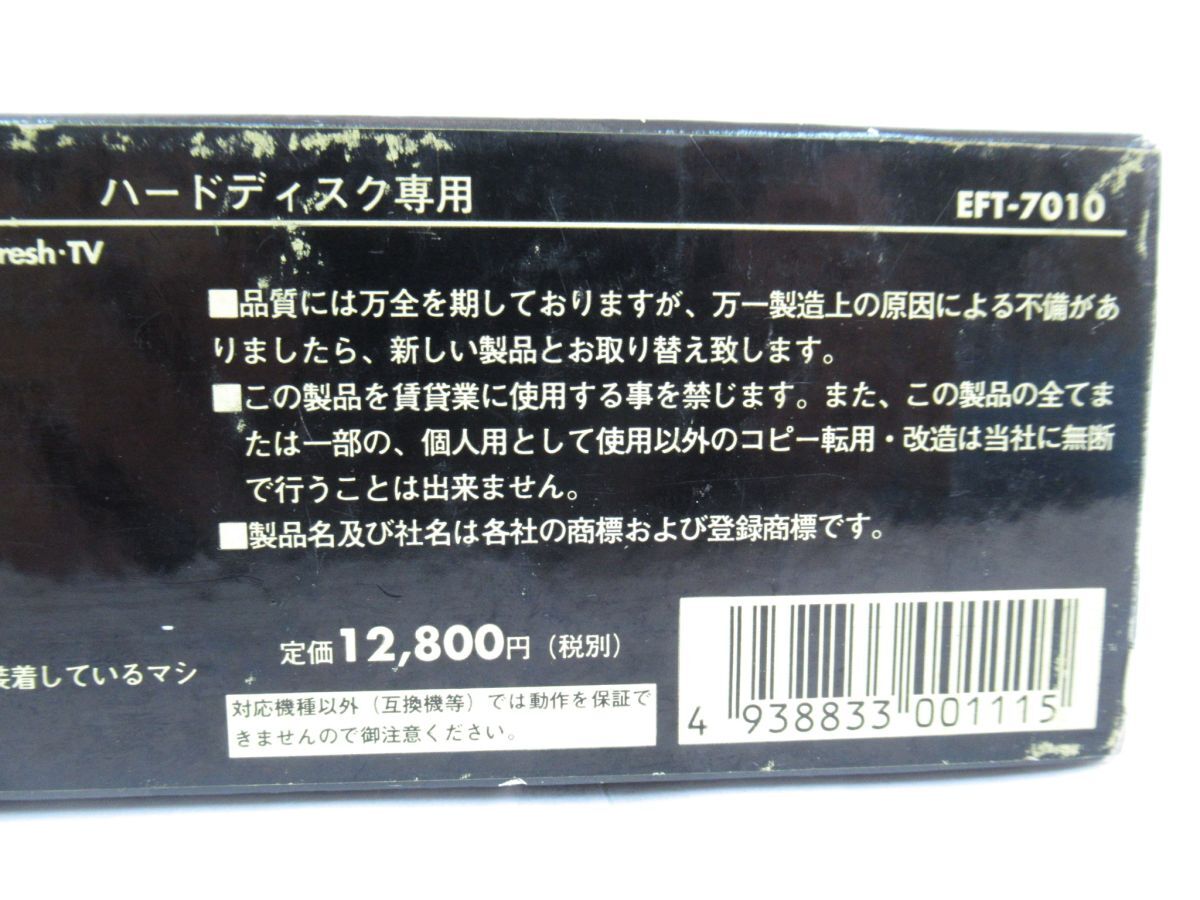 ハードディスク専用
EFT-7010
resh·TV
■品質には万全を期しておりますが、万一製造上の原因による不備があ
りましたら、新しい製品とお取り替え致します。
■この製品を賃貸業に使用する事を禁じます。また、この製品の全てま
たは一部の、個人用として使用以外のコピー転用・改造は当社に無断
で行うことは出来ません。
■製品名及び社名は各社の商標および登録商標です。
定価12,800円（税別）
装着しているマシ
対応機種以外（互換機等）では動作を保証で
きませんので御注意ください。
4 938833 001115